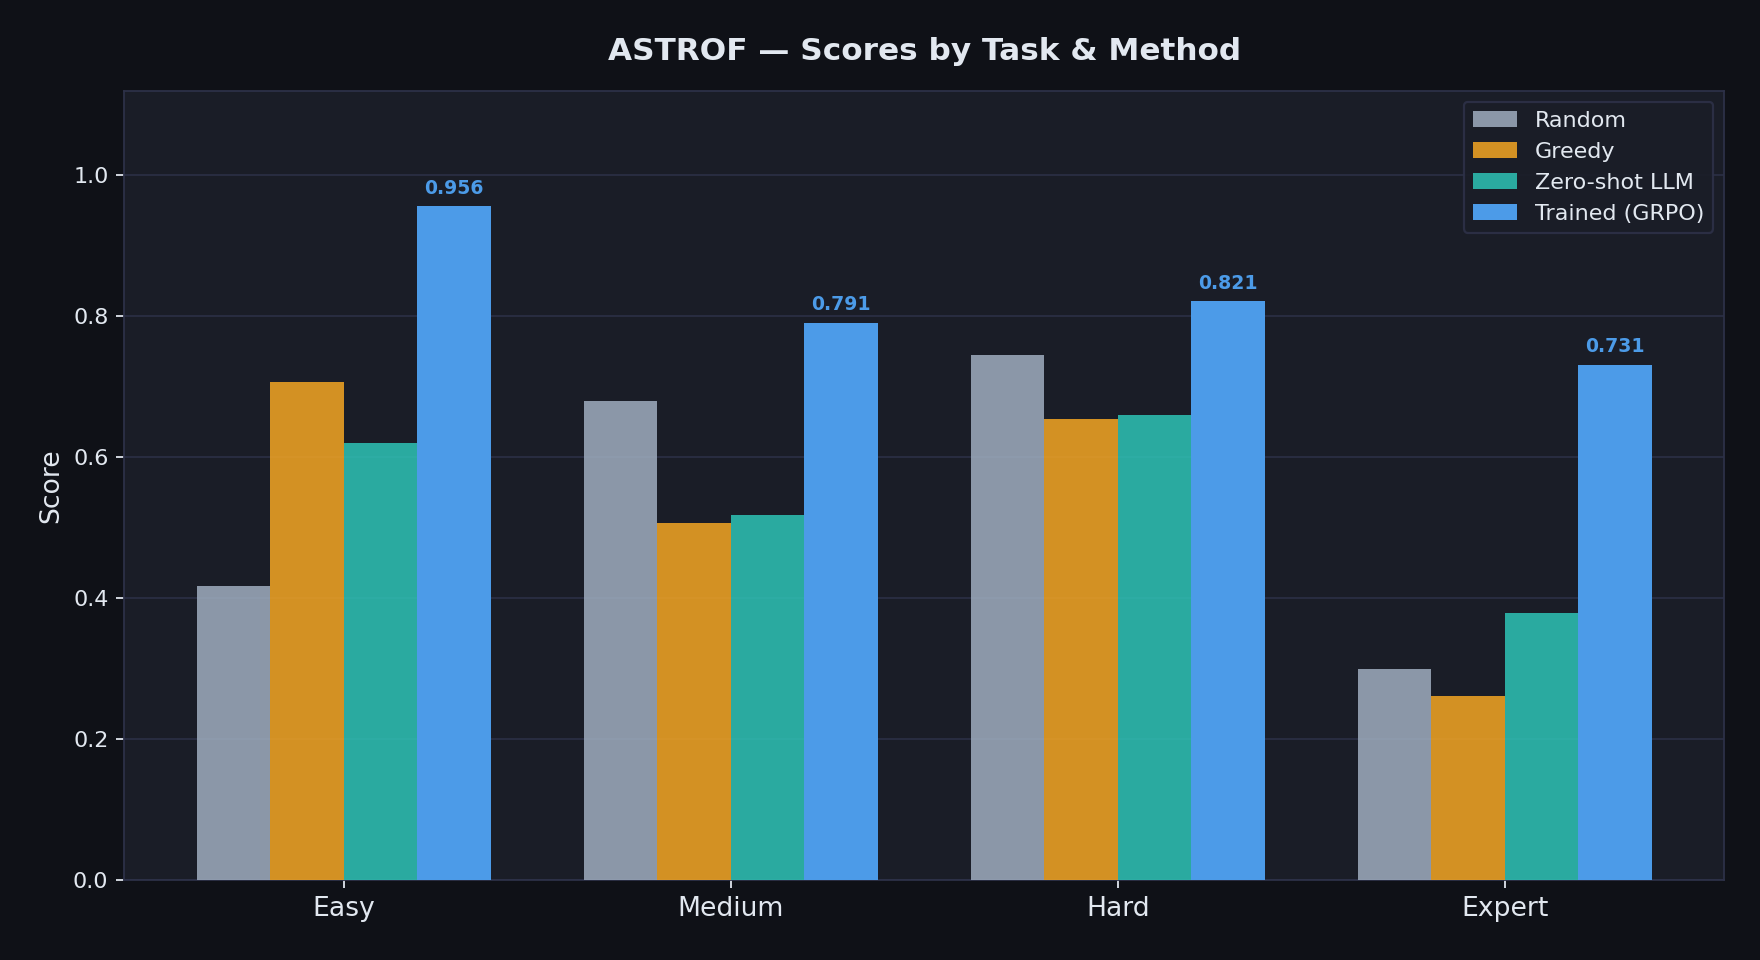 ASTROF — Scores by Task & Method
Random
Greedy
Zero-shot LLM
Trained (GRPO)
Score
1.0
0.8
0.6
0.4
0.2
0.0
0.956
0.791
0.821
0.731
Easy
Medium
Hard
Expert